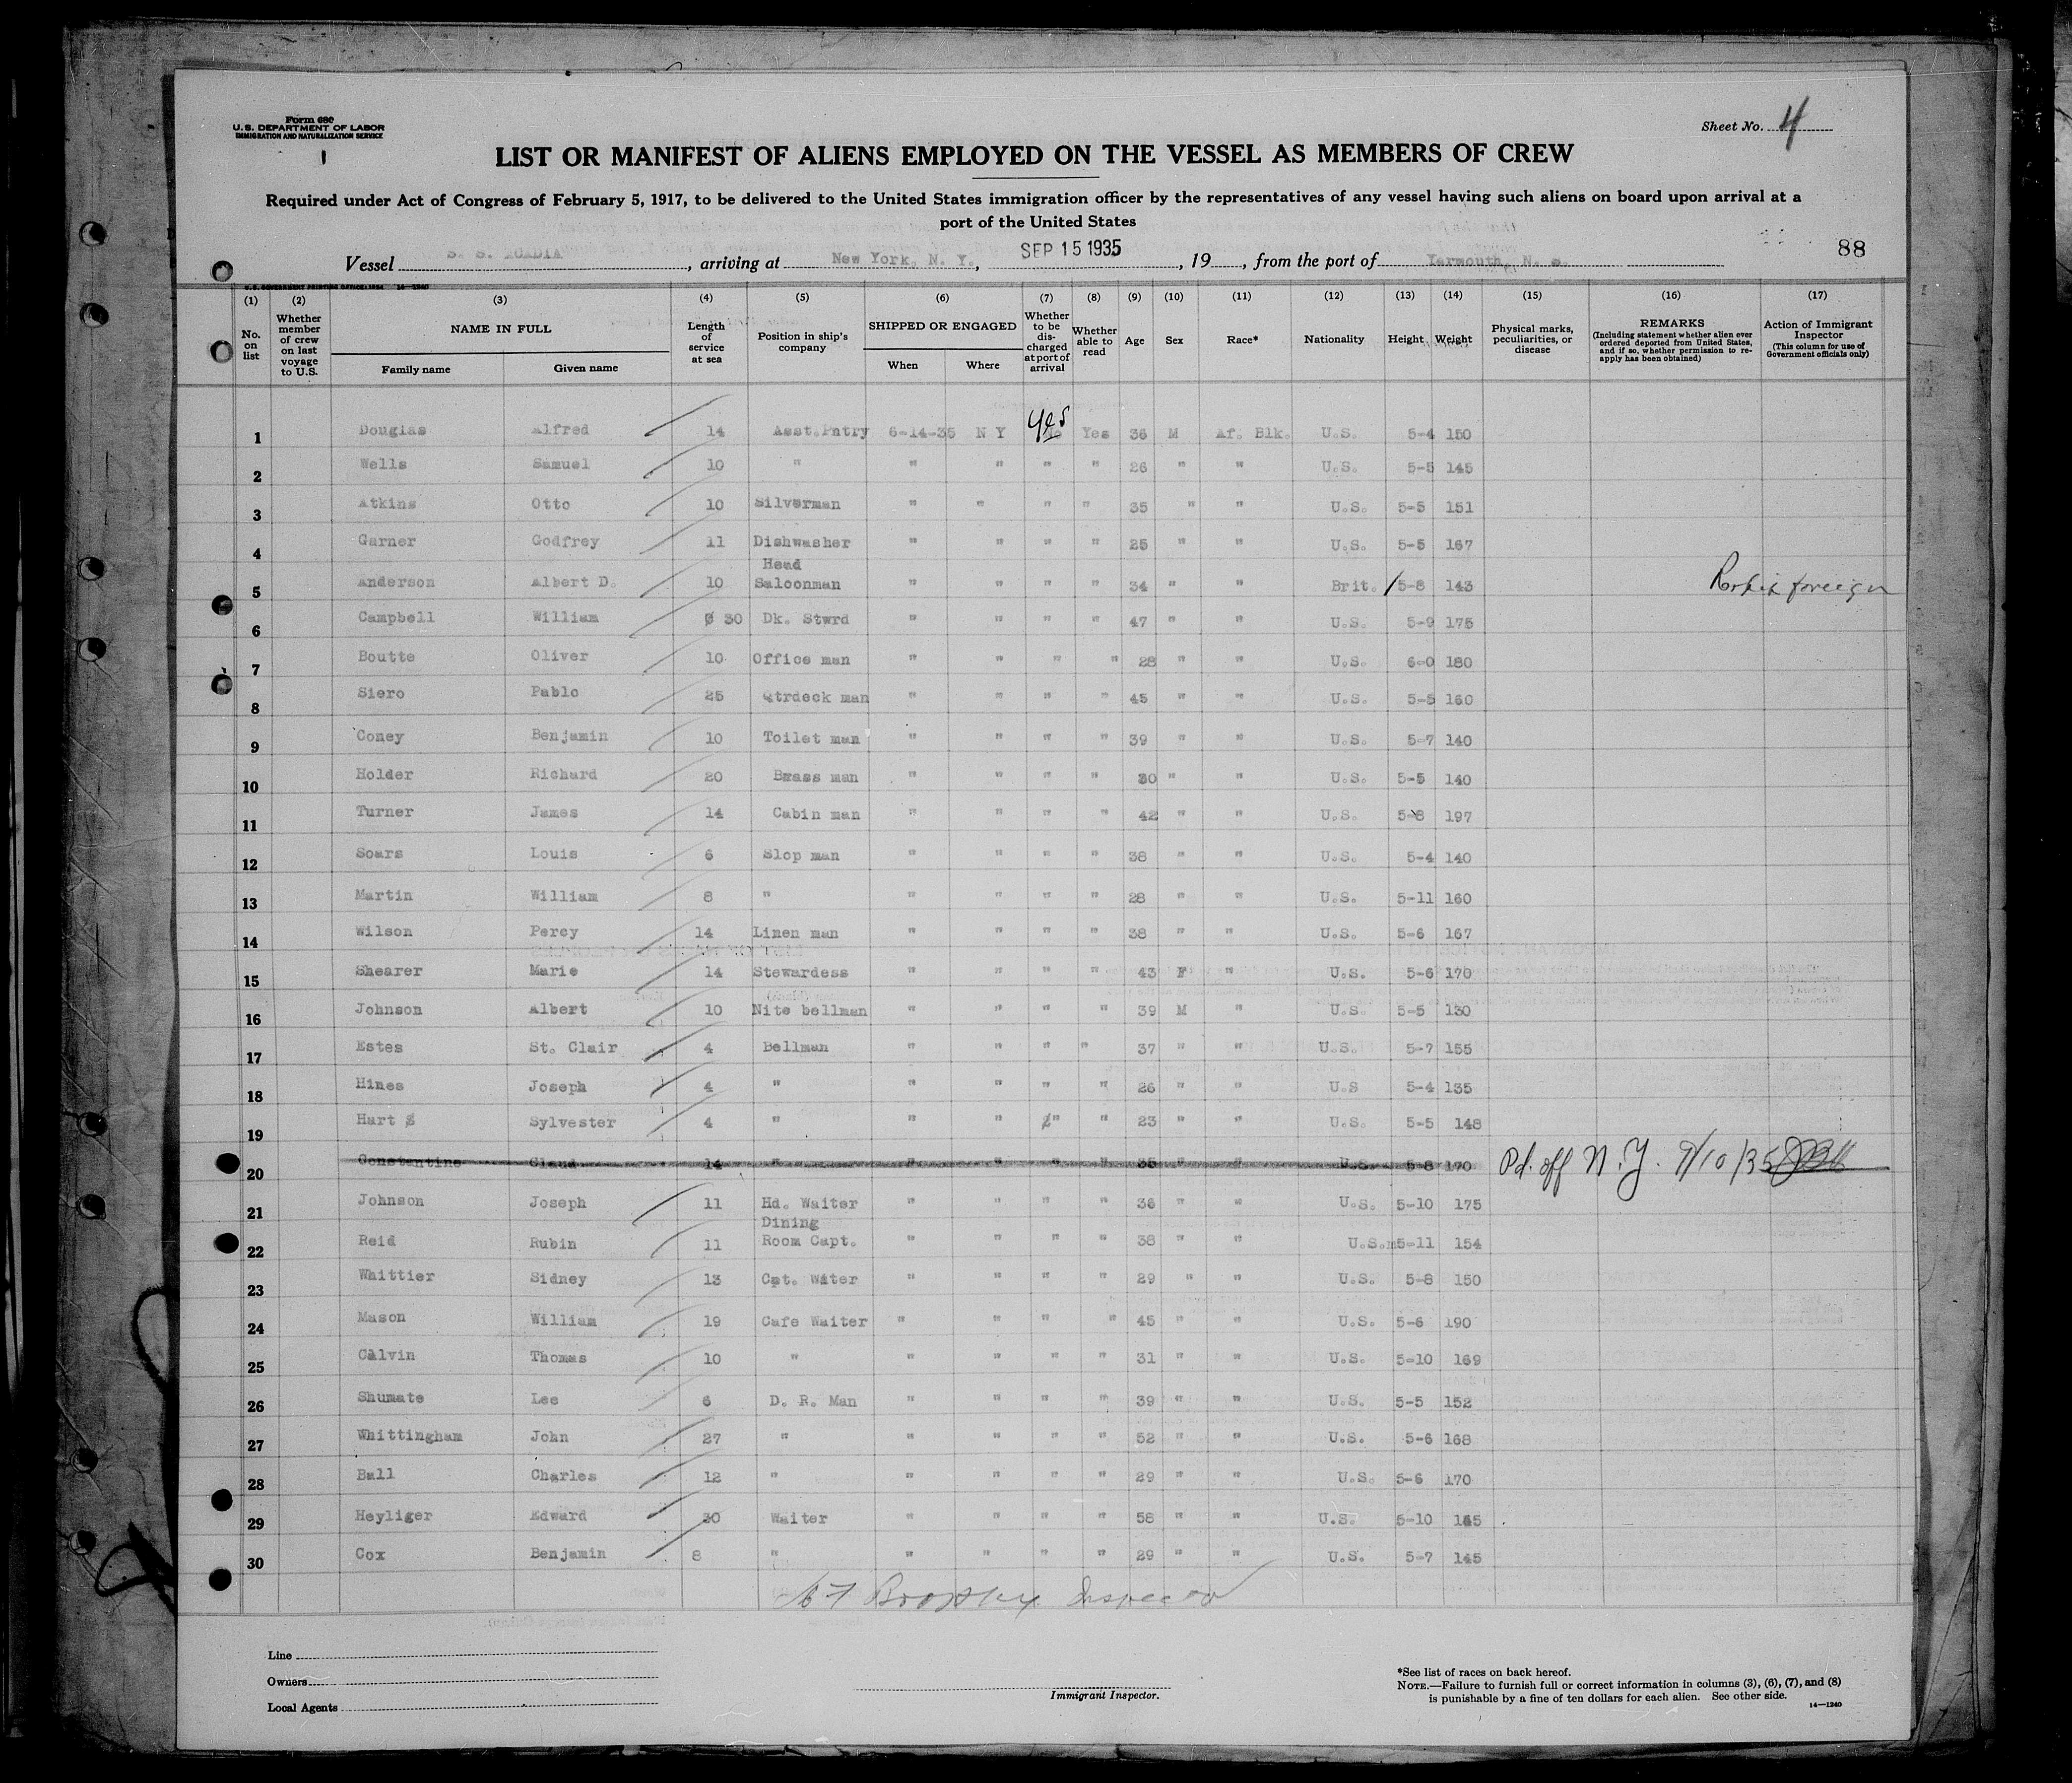 Form 680
U.S. DEPARTMENT OF LABOR
IMMIGRATION AND NATURALIZATION SERVICE
Sheet No. 4
LIST OR MANIFEST OF ALIENS EMPLOYED ON THE VESSEL AS MEMBERS OF CREW
Required under Act of Congress of February 5, 1917, to be delivered to the United States immigration officer by the representatives of any vessel having such aliens on board upon arrival at a
port of the United States
Vessel S. S. ACADIA, arriving at New York, N. Y., SEP 15 1935, 19, from the port of Yarmouth, N. S. 88
U.S. GOVERNMENT PRINTING OFFICE: 1934 14—1240
(1) (2) (3) (4) (5) (6) (7) (8) (9) (10) (11) (12) (13) (14) (15) (16) (17)
No. on list
Whether member of crew on last voyage to U.S.
NAME IN FULL
Family name Given name
Length of service at sea
Position in ship's company
SHIPPED OR ENGAGED
When Where
Whether to be discharged at port of arrival
Whether able to read
Age Sex Race* Nationality Height Weight
Physical marks, peculiarities, or disease
REMARKS
(Including statement whether alien ever ordered deported from United States, and if so, whether permission to reapply has been obtained)
Action of Immigrant Inspector
(This column for use of Government officials only)
yes
1 Douglas Alfred 14 Asst.Pntry 6-14-35 N Y No Yes 36 M Af. Blk. U.S. 5-4 150
2 Wells Samuel 10 " " " " " 26 " " U.S. 5-5 145
3 Atkins Otto 10 Silverman " " " " 35 " " U.S. 5-5 151
4 Garner Godfrey 11 Dishwasher " " " " 25 " " U.S. 5-5 167
Head
5 Anderson Albert D. 10 Saloonman " " " " 34 " " Brit. 5-8 143 foreign
6 Campbell William 30 Dk. Stwrd " " " " 47 " " U.S. 5-9 175
7 Boutte Oliver 10 Office man " " " " 28 " " U.S. 6-0 180
8 Siero Pablo 25 Qtrdeck man " " " " 45 " " U.S. 5-5 160
9 Coney Benjamin 10 Toilet man " " " " 39 " " U.S. 5-7 140
10 Holder Richard 20 Brass man " " " " 30 " " U.S. 5-5 140
11 Turner James 14 Cabin man " " " " 42 " " U.S. 5-8 197
12 Soars Louis 6 Slop man " " " " 38 " " U.S. 5-4 140
13 Martin William 8 " " " " " 28 " " U.S. 5-11 160
14 Wilson Percy 14 Linen man " " " " 38 " " U.S. 5-6 167
15 Shearer Marie 14 Stewardess " " " " 43 F " U.S. 5-6 170
16 Johnson Albert 10 Nite bellman " " " " 39 M " U.S. 5-5 130
17 Estes St. Clair 4 Bellman " " " " 37 " " U.S. 5-7 155
18 Hines Joseph 4 " " " " " 26 " " U.S 5-4 135
19 Hart Sylvester 4 " " " " " 23 " " U.S. 5-5 148
20 Constantine Claud 14 " " " " " 35 " " U.S. 5-8 170 Pd. off N.Y. 9/10/35
21 Johnson Joseph 11 Hd. Waiter " " " " 36 " " U.S. 5-10 175
Dining
22 Reid Rubin 11 Room Capt. " " " " 38 " " U.S. 5-11 154
23 Whittier Sidney 13 Cpt. Water " " " " 29 " " U.S. 5-8 150
24 Mason William 19 Cafe Waiter " " " " 45 " " U.S. 5-6 190
25 Calvin Thomas 10 " " " " " 31 " " U.S. 5-10 169
26 Shumate Lee 6 D. R. Man " " " " 39 " " U.S. 5-5 152
27 Whittingham John 27 " " " " " 52 " " U.S. 5-6 168
28 Ball Charles 12 " " " " " 29 " " U.S. 5-6 170
29 Heyliger Edward 30 Waiter " " " " 58 " " U.S. 5-10
30 Cox Benjamin 8 " " " " " 29 " " U.S. 5-7 145
Brophy Inspector
Line
Owners
Local Agents
Immigrant Inspector.
*See list of races on back hereof.
NOTE.—Failure to furnish full or correct information in columns (3), (6), (7), and (8)
is punishable by a fine of ten dollars for each alien. See other side.
14—1240